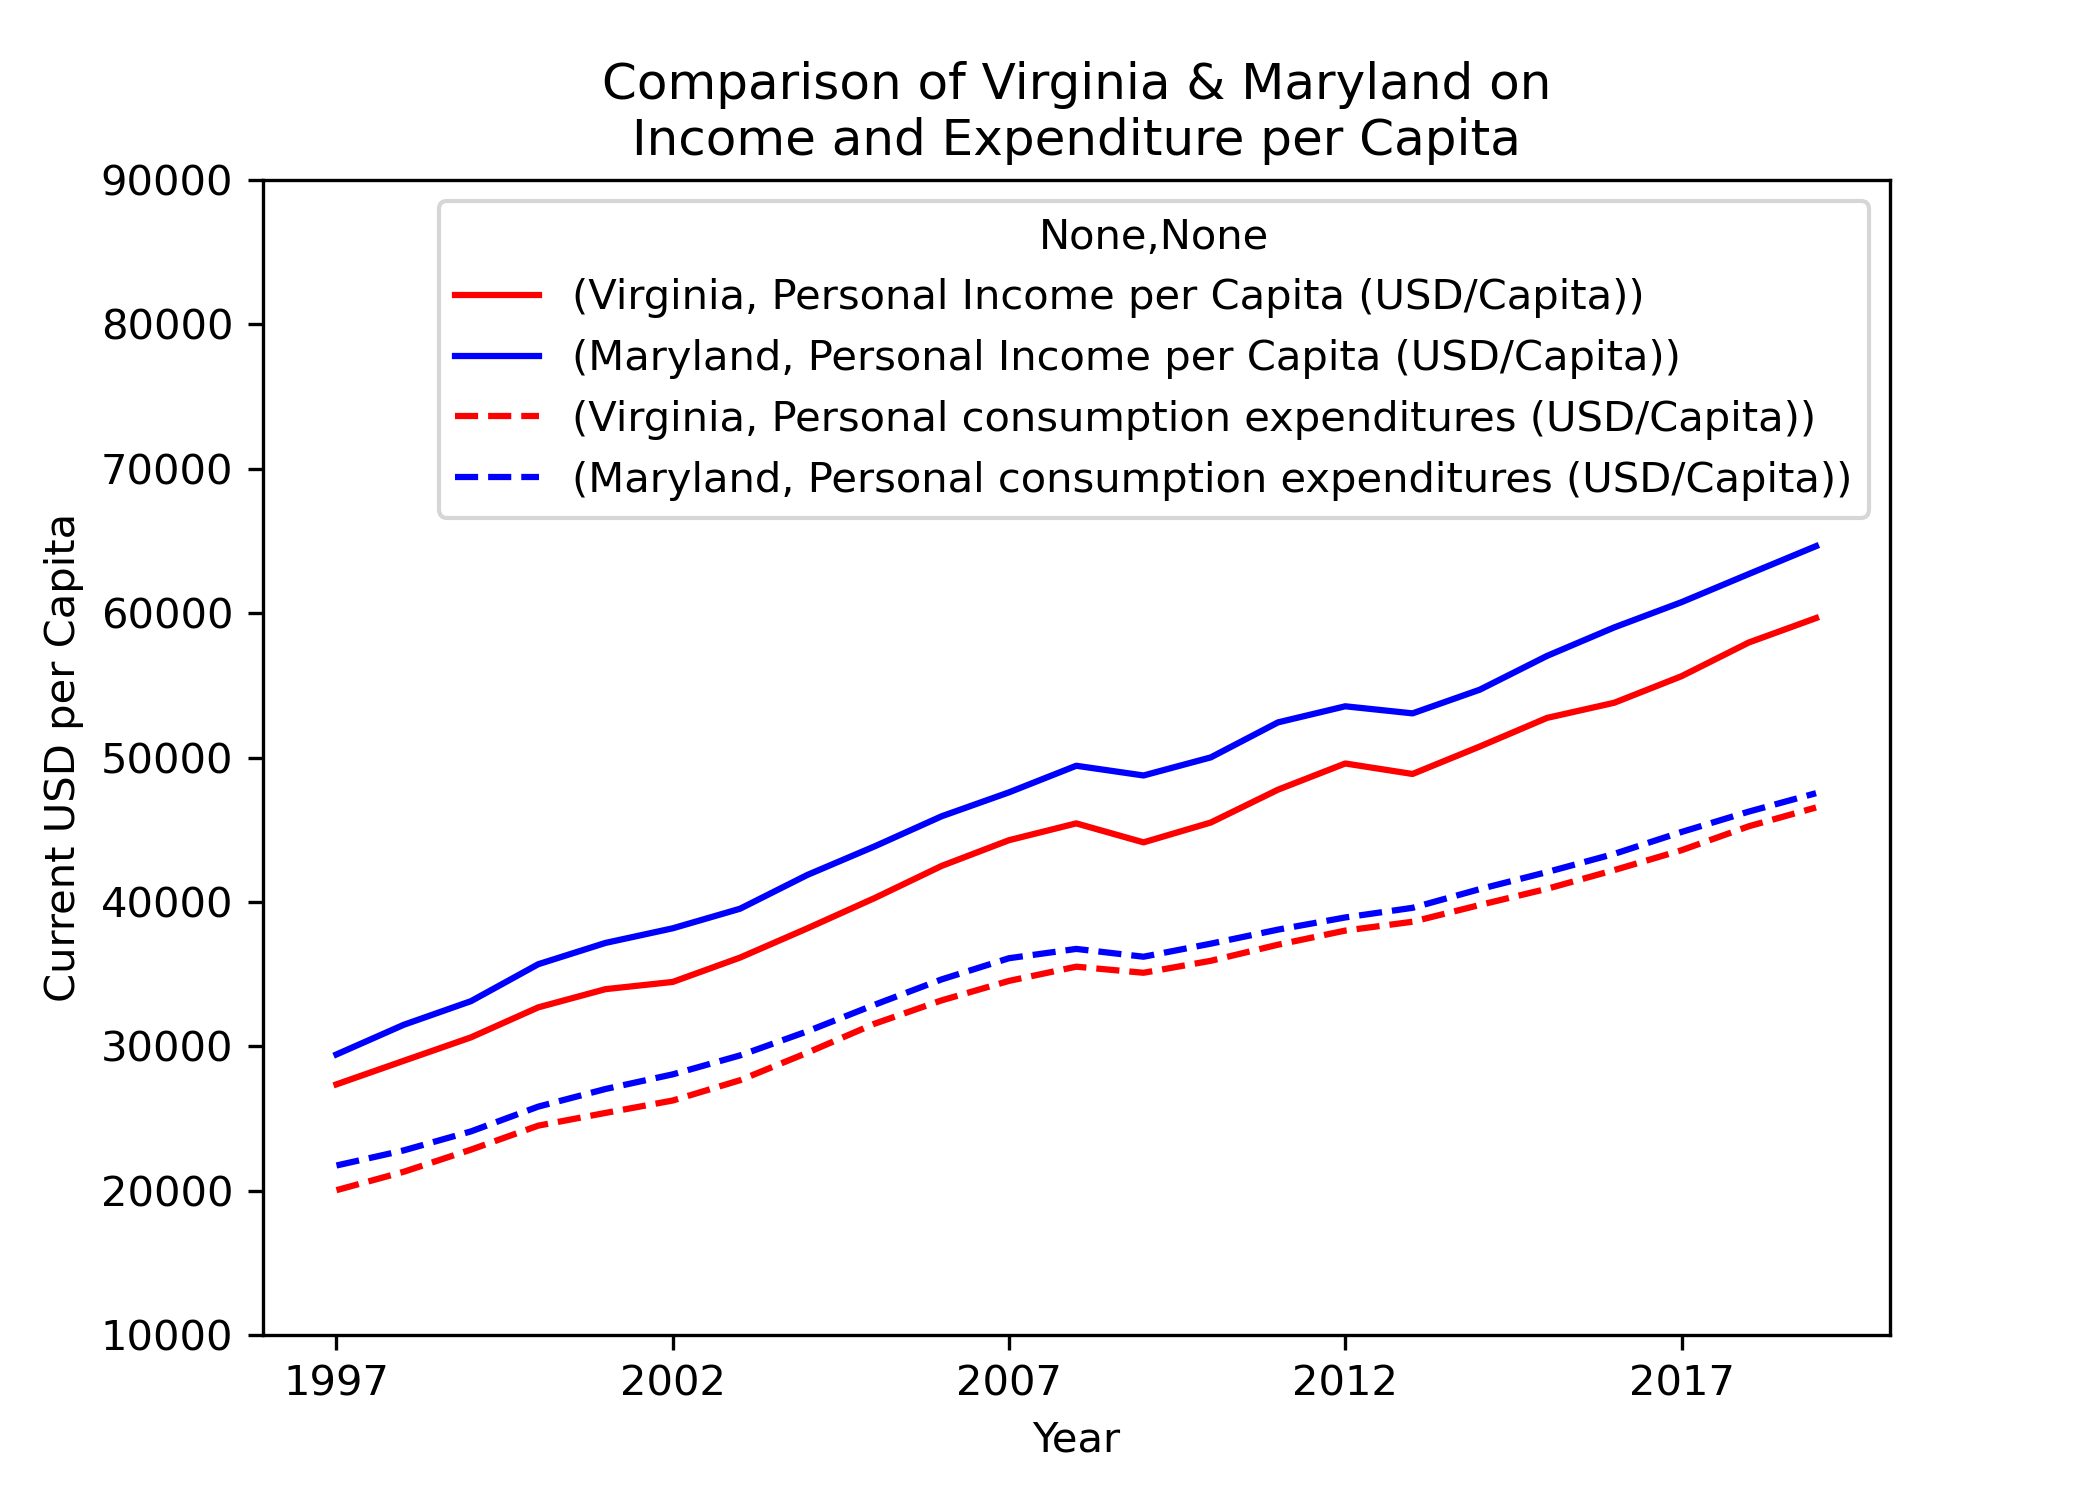 Comparison of Virginia & Maryland on
Income and Expenditure per Capita
90000
80000
70000
60000
50000
40000
30000
20000
10000
Current USD per Capita
None,None
(Virginia, Personal Income per Capita (USD/Capita))
(Maryland, Personal Income per Capita (USD/Capita))
(Virginia, Personal consumption expenditures (USD/Capita))
(Maryland, Personal consumption expenditures (USD/Capita))
1997 2002 2007 2012 2017
Year